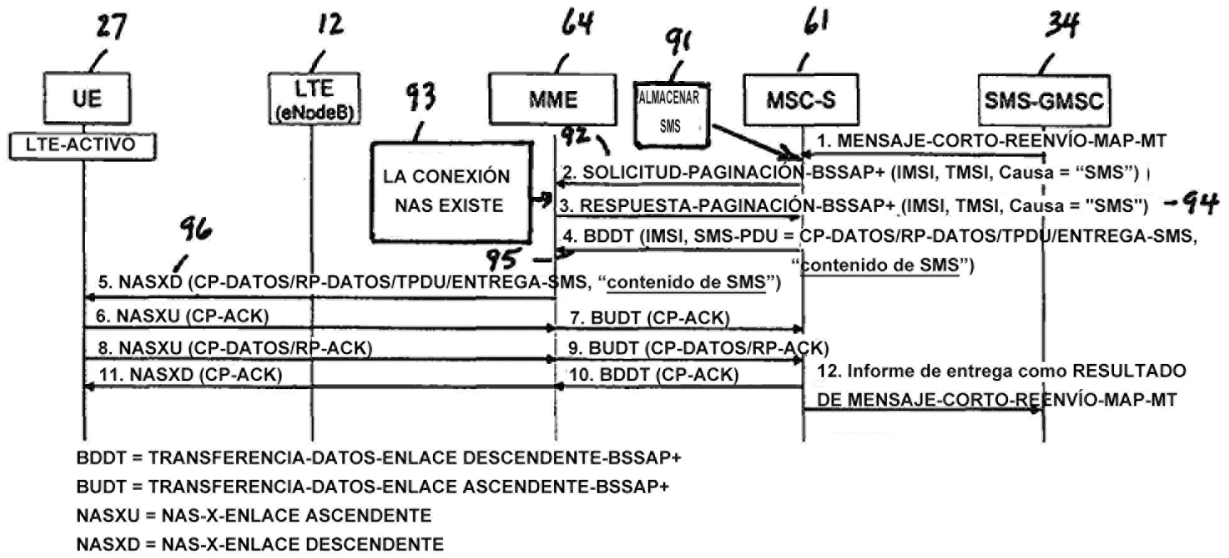 27
12
64
91
61
34
UE
LTE
(eNodeB)
93
MME
ALMACENAR
SMS
MSC-S
SMS-GMSC
LTE-ACTIVO
92
1. MENSAJE-CORTO-REENVÍO-MAP-MT
LA CONEXIÓN
NAS EXISTE
2. SOLICITUD-PAGINACIÓN-BSSAP+ (IMSI, TMSI, Causa = "SMS")
3. RESPUESTA-PAGINACIÓN-BSSAP+ (IMSI, TMSI, Causa = "SMS") - 94
96
4. BDDT (IMSI, SMS-PDU = CP-DATOS/RP-DATOS/TPDU/ENTREGA-SMS,
95
"contenido de SMS")
5. NASXD (CP-DATOS/RP-DATOS/TPDU/ENTREGA-SMS, "contenido de SMS")
6. NASXU (CP-ACK)
7. BUDT (CP-ACK)
8. NASXU (CP-DATOS/RP-ACK)
9. BUDT (CP-DATOS/RP-ACK)
11. NASXD (CP-ACK)
10. BDDT (CP-ACK)
12. Informe de entrega como RESULTADO
DE MENSAJE-CORTO-REENVÍO-MAP-MT
BDDT = TRANSFERENCIA-DATOS-ENLACE DESCENDENTE-BSSAP+
BUDT = TRANSFERENCIA-DATOS-ENLACE ASCENDENTE-BSSAP+
NASXU = NAS-X-ENLACE ASCENDENTE
NASXD = NAS-X-ENLACE DESCENDENTE